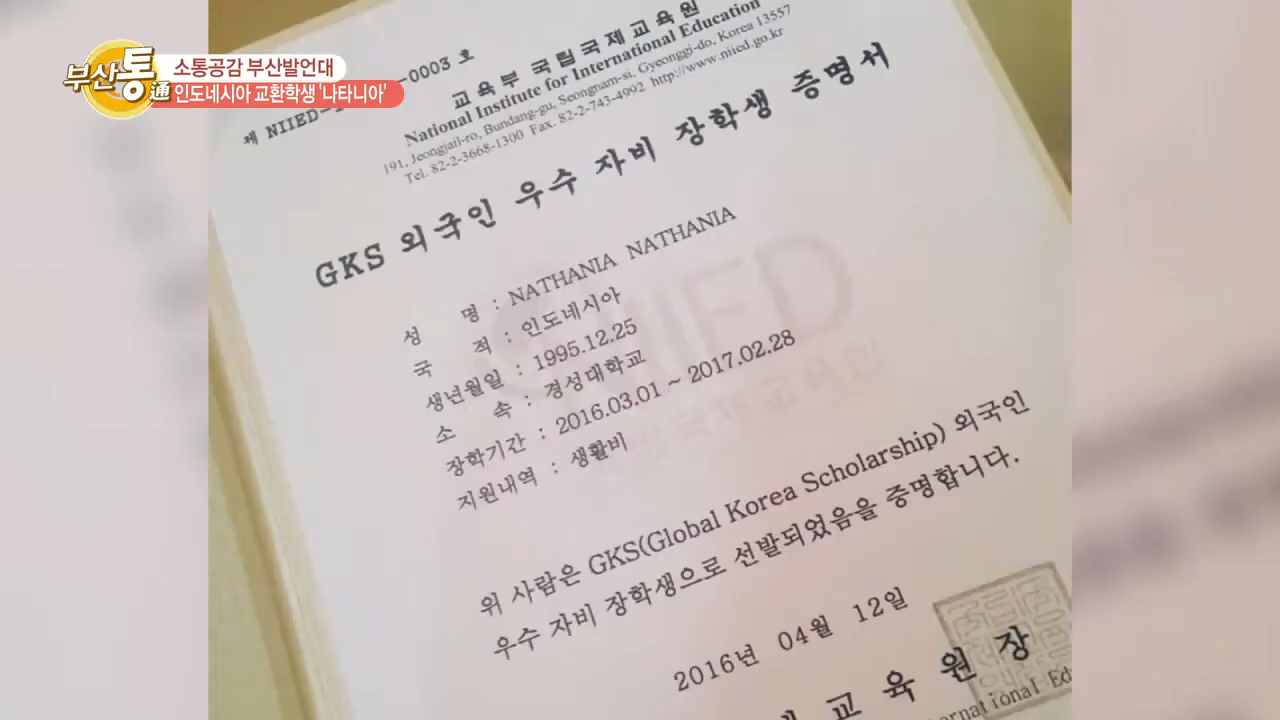 부산통通
소통공감 부산발언대
인도네시아 교환학생 '나타니아'
제 NIIED- -0003 호
교육부 국립국제교육원
National Institute for International Education
191, Jeongjail-ro, Bundang-gu, Seongnam-si, Gyeonggi-do, Korea 13557
Tel. 82-2-3668-1300 Fax. 82-2-743-4992 http://www.niied.go.kr
GKS 외국인 우수 자비 장학생 증명서
성 명 : NATHANIA NATHANIA
국 적 : 인도네시아
생년월일 : 1995.12.25
소 속 : 경성대학교
장학기간 : 2016.03.01 ~ 2017.02.28
지원내역 : 생활비
NIIED
국제교육원
위 사람은 GKS(Global Korea Scholarship) 외국인
우수 자비 장학생으로 선발되었음을 증명합니다.
2016년 04월 12일
교육원장